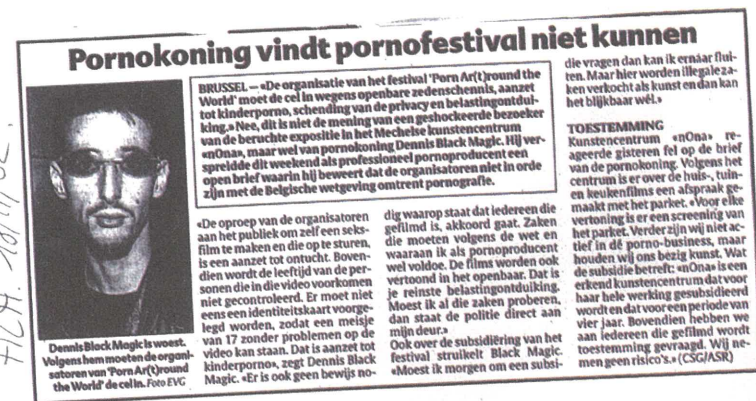 Pornokoning vindt pornofestival niet kunnen
BRUSSEL — «De organisatie van het festival 'Porn Ar(t)round the
World' moet de cel in wegens openbare zedenschennis, aanzet
tot kinderporno, schending van de privacy en belastingontdui-
king.» Nee, dit is niet de mening van een geshockeerde bezoeker
van de beruchte expositie in het Mechelse kunstencentrum
«nOna», maar wel van pornokoning Dennis Black Magic. Hij ver-
spreidde dit weekend als professioneel pornoproducent een
open brief waarin hij beweert dat de organisatoren niet in orde
zijn met de Belgische wetgeving omtrent pornografie.
Dennis Black Magic is woest.
Volgens hem moeten de organi-
satoren van 'Porn Ar(t)round
the World' de cel in. Foto EVG
«De oproep van de organisatoren
aan het publiek om zelf een seks-
film te maken en die op te sturen,
is een aanzet tot ontucht. Boven-
dien wordt de leeftijd van de per-
sonen die in die video voorkomen
niet gecontroleerd. Er moet niet
eens een identiteitskaart voorge-
legd worden, zodat een meisje
van 17 zonder problemen op de
video kan staan. Dat is aanzet tot
kinderporno», zegt Dennis Black
Magic. «Er is ook geen bewijs no-
dig waarop staat dat iedereen die
gefilmd is, akkoord gaat. Zaken
die moeten volgens de wet en
waaraan ik als pornoproducent
wel voldoe. De films worden ook
vertoond in het openbaar. Dat is
je reinste belastingontduiking.
Moest ik al die zaken proberen,
dan staat de politie direct aan
mijn deur.»
Ook over de subsidiëring van het
festival struikelt Black Magic.
«Moest ik morgen om een subsi-
die vragen dan kan ik ernaar flui-
ten. Maar hier worden illegale za-
ken verkocht als kunst en dan kan
het blijkbaar wél.»
TOESTEMMING
Kunstencentrum «nOna» re-
ageerde gisteren fel op de brief
van de pornokoning. Volgens het
centrum is er over de huis-, tuin-
en keukenfilms een afspraak ge-
maakt met het parket. «Voor elke
vertoning is er een screening van
het parket. Verder zijn wij niet ac-
tief in dé porno-business, maar
houden wij ons bezig kunst. Wat
de subsidie betreft: «nOna» is een
erkend kunstencentrum dat voor
haar hele werking gesubsidieerd
wordt en dat voor een periode van
vier jaar. Bovendien hebben we
aan iedereen die gefilmd wordt
toestemming gevraagd. Wij ne-
men geen risico's.» (CSG/ASR)